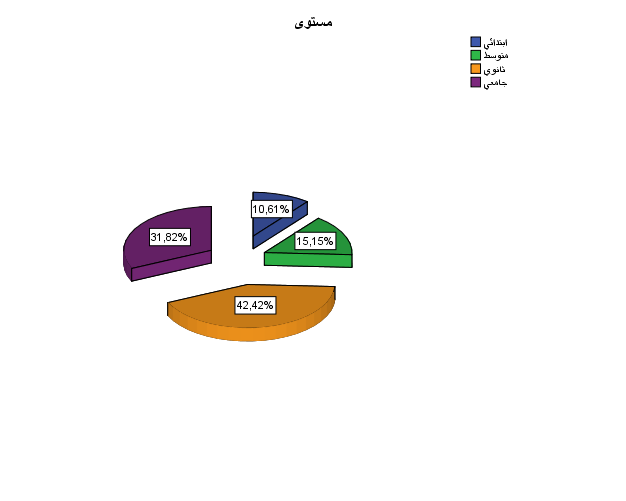 مستوى
ابتدائي
متوسط
ثانوي
جامعي
10,61%
31,82%
15,15%
42,42%